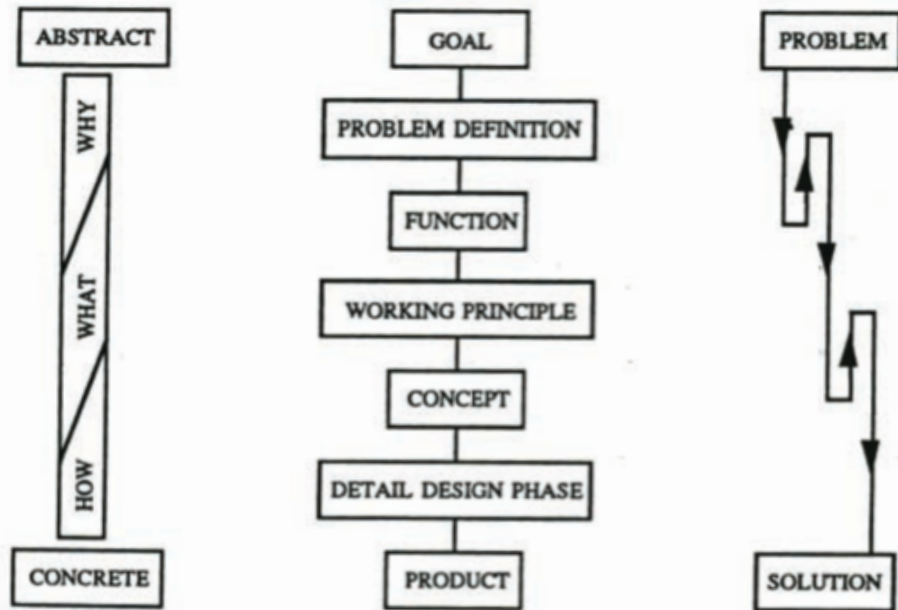 ABSTRACT
WHY
WHAT
HOW
CONCRETE
GOAL
PROBLEM DEFINITION
FUNCTION
WORKING PRINCIPLE
CONCEPT
DETAIL DESIGN PHASE
PRODUCT
PROBLEM
SOLUTION